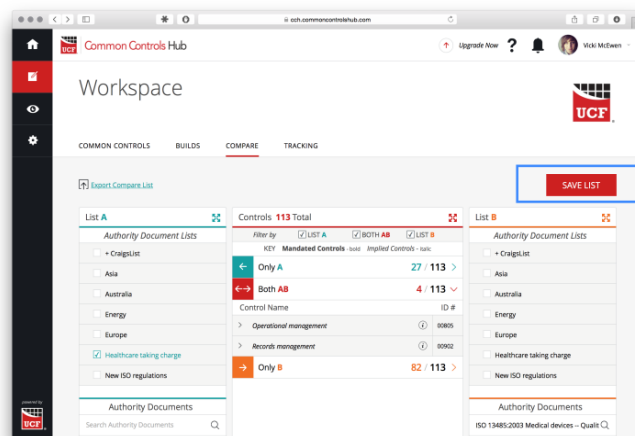 cch.commoncontrolshub.com
UCF Common Controls Hub
Upgrade Now ? Vicki McEwen
Workspace
UCF
COMMON CONTROLS BUILDS COMPARE TRACKING
Export Compare List
SAVE LIST
List A
Authority Document Lists
+ CraigsList
Asia
Australia
Energy
Europe
Healthcare taking charge
New ISO regulations
Authority Documents
Search Authority Documents
Controls 113 Total
Filter by LIST A BOTH AB LIST B
KEY Mandated Controls - bold Implied Controls - italic
Only A 27 / 113
Both AB 4 / 113
Control Name ID #
Operational management 00805
Records management 00902
Only B 82 / 113
List B
Authority Document Lists
+ CraigsList
Asia
Australia
Energy
Europe
Healthcare taking charge
New ISO regulations
Authority Documents
ISO 13485:2003 Medical devices -- Qualit
powered by
UCF